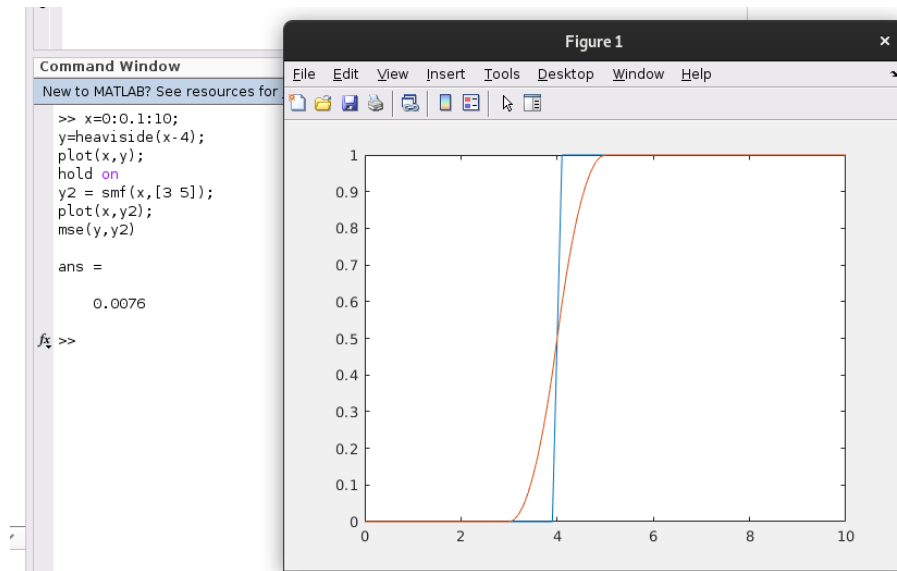 Figure 1
×
Command Window
File Edit View Insert Tools Desktop Window Help
New to MATLAB? See resources for
>> x=0:0.1:10;
y=heaviside(x-4);
plot(x,y);
hold on
y2 = smf(x,[3 5]);
plot(x,y2);
mse(y,y2)
ans =
0.0076
fx >>
1
0.9
0.8
0.7
0.6
0.5
0.4
0.3
0.2
0.1
0
0 2 4 6 8 10